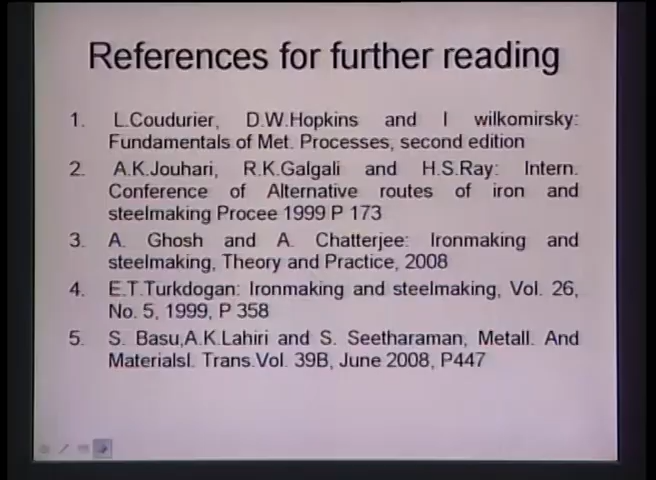 References for further reading
1. L.Coudurier, D.W.Hopkins and I wilkomirsky:
Fundamentals of Met. Processes, second edition
2. A.K.Jouhari, R.K.Galgali and H.S.Ray: Intern.
Conference of Alternative routes of iron and
steelmaking Procee 1999 P 173
3. A. Ghosh and A. Chatterjee: Ironmaking and
steelmaking, Theory and Practice, 2008
4. E.T.Turkdogan: Ironmaking and steelmaking, Vol. 26,
No. 5, 1999, P 358
5. S. Basu,A.K.Lahiri and S. Seetharaman, Metall. And
Materialsl. Trans.Vol. 39B, June 2008, P447